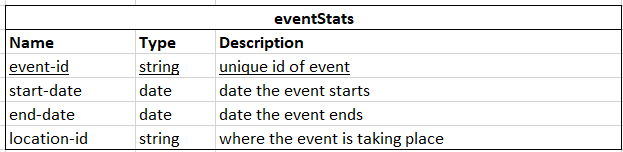 eventStats
Name Type Description
event-id string unique id of event
start-date date date the event starts
end-date date date the event ends
location-id string where the event is taking place